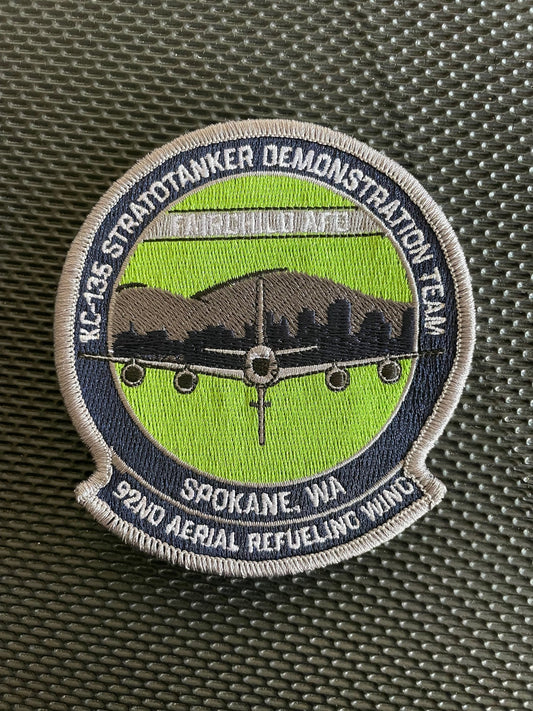 KC-135 STRATOTANKER DEMONSTRATION TEAM
FAIRCHILD AFB
SPOKANE, WA
92ND AERIAL REFUELING WING